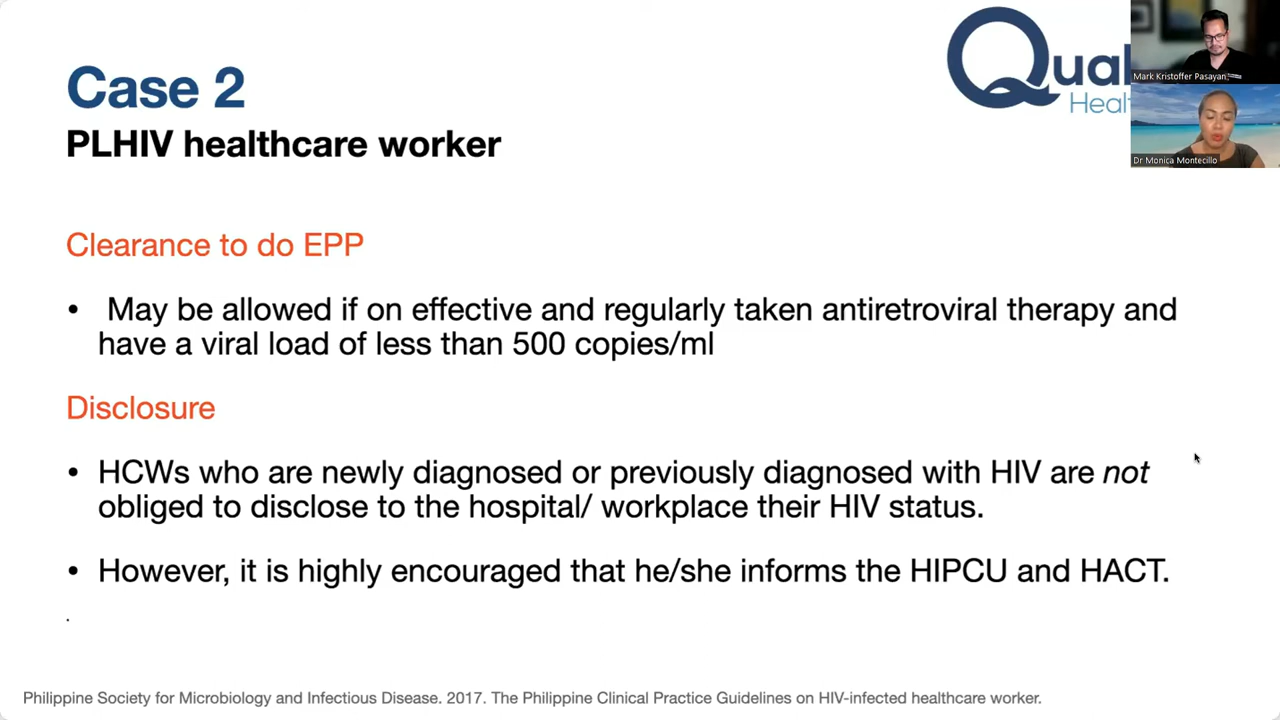 Case 2
PLHIV healthcare worker
Clearance to do EPP
• May be allowed if on effective and regularly taken antiretroviral therapy and
have a viral load of less than 500 copies/ml
Disclosure
• HCWs who are newly diagnosed or previously diagnosed with HIV are not
obliged to disclose to the hospital/ workplace their HIV status.
• However, it is highly encouraged that he/she informs the HIPCU and HACT.
.
Philippine Society for Microbiology and Infectious Disease. 2017. The Philippine Clinical Practice Guidelines on HIV-infected healthcare worker.
Qual
Healt
Mark Kristoffer Pasayan,
Dr Monica Montecillo